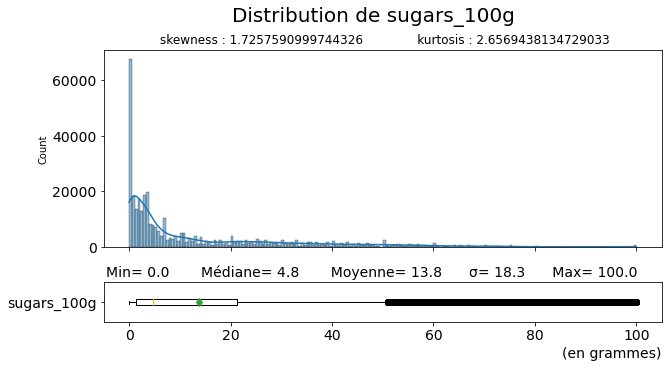 Distribution de sugars_100g
skewness : 1.7257590999744326 kurtosis : 2.6569438134729033
60000
40000
20000
0
Count
Min= 0.0 Médiane= 4.8 Moyenne= 13.8 σ= 18.3 Max= 100.0
sugars_100g
0 20 40 60 80 100
(en grammes)